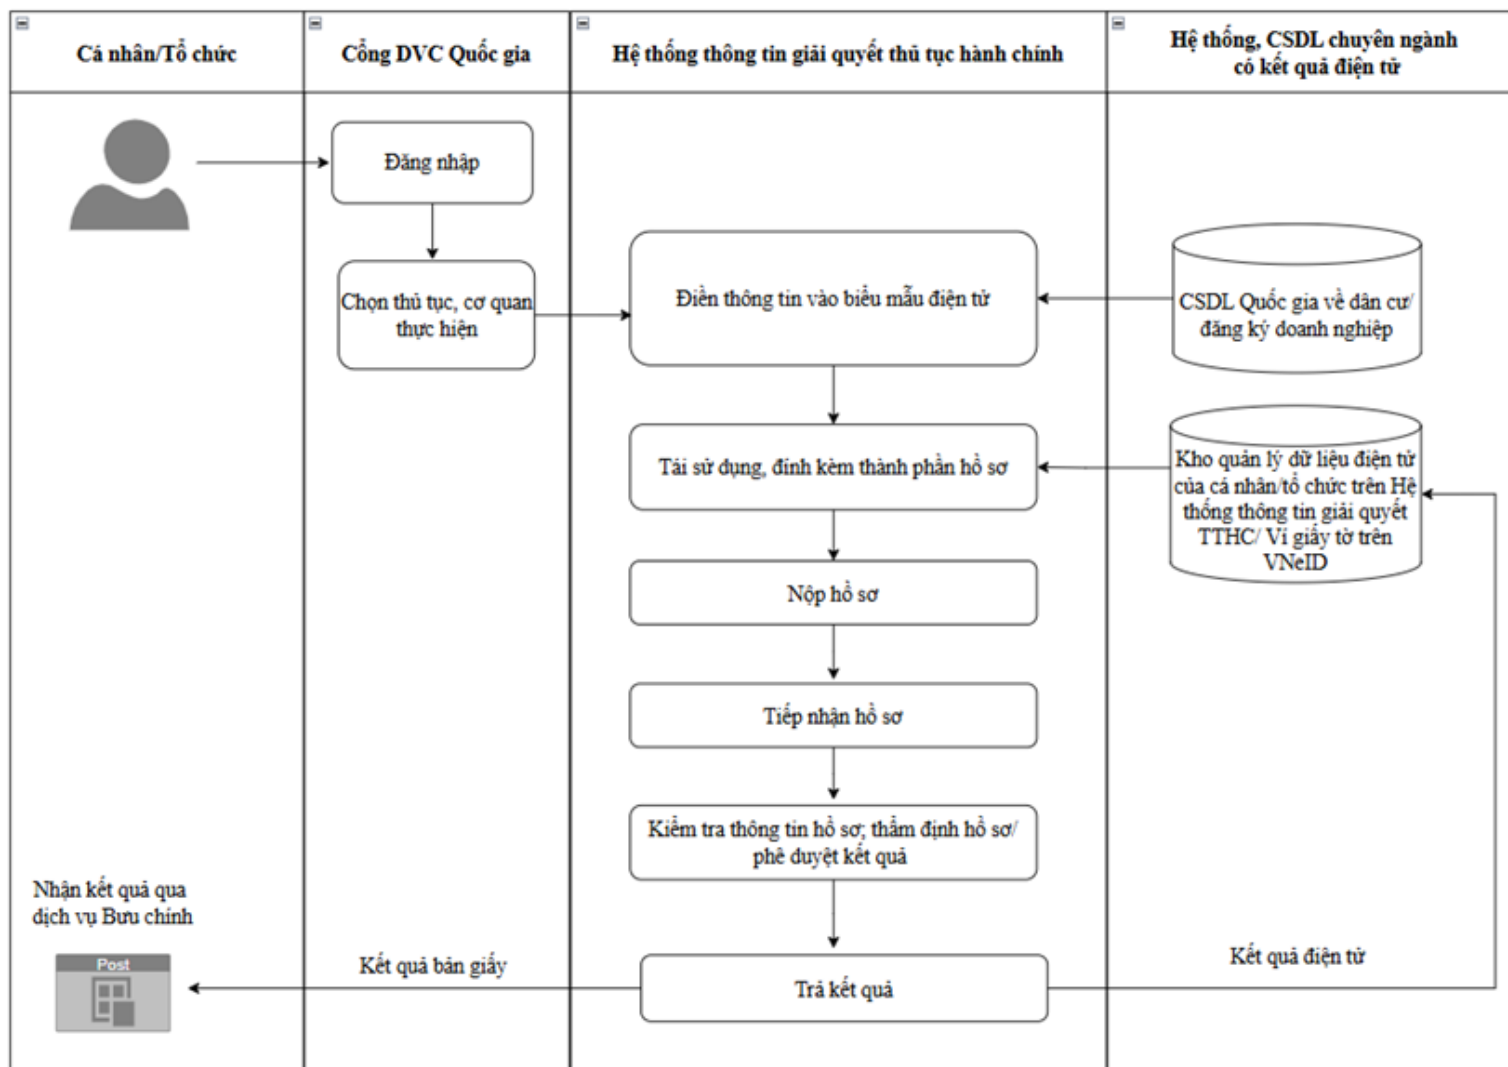 Cá nhân/Tổ chức
Cổng DVC Quốc gia
Hệ thống thông tin giải quyết thủ tục hành chính
Hệ thống, CSDL chuyên ngành
có kết quả điện tử
Đăng nhập
Chọn thủ tục, cơ quan
thực hiện
Điền thông tin vào biểu mẫu điện tử
CSDL Quốc gia về dân cư/
đăng ký doanh nghiệp
Tái sử dụng, đính kèm thành phần hồ sơ
Kho quản lý dữ liệu điện tử
của cá nhân/tổ chức trên Hệ
thống thông tin giải quyết
TTHC/ Ví giấy tờ trên
VNeID
Nộp hồ sơ
Tiếp nhận hồ sơ
Kiểm tra thông tin hồ sơ; thẩm định hồ sơ/
phê duyệt kết quả
Nhận kết quả qua
dịch vụ Bưu chính
Post
Kết quả bản giấy
Trả kết quả
Kết quả điện tử